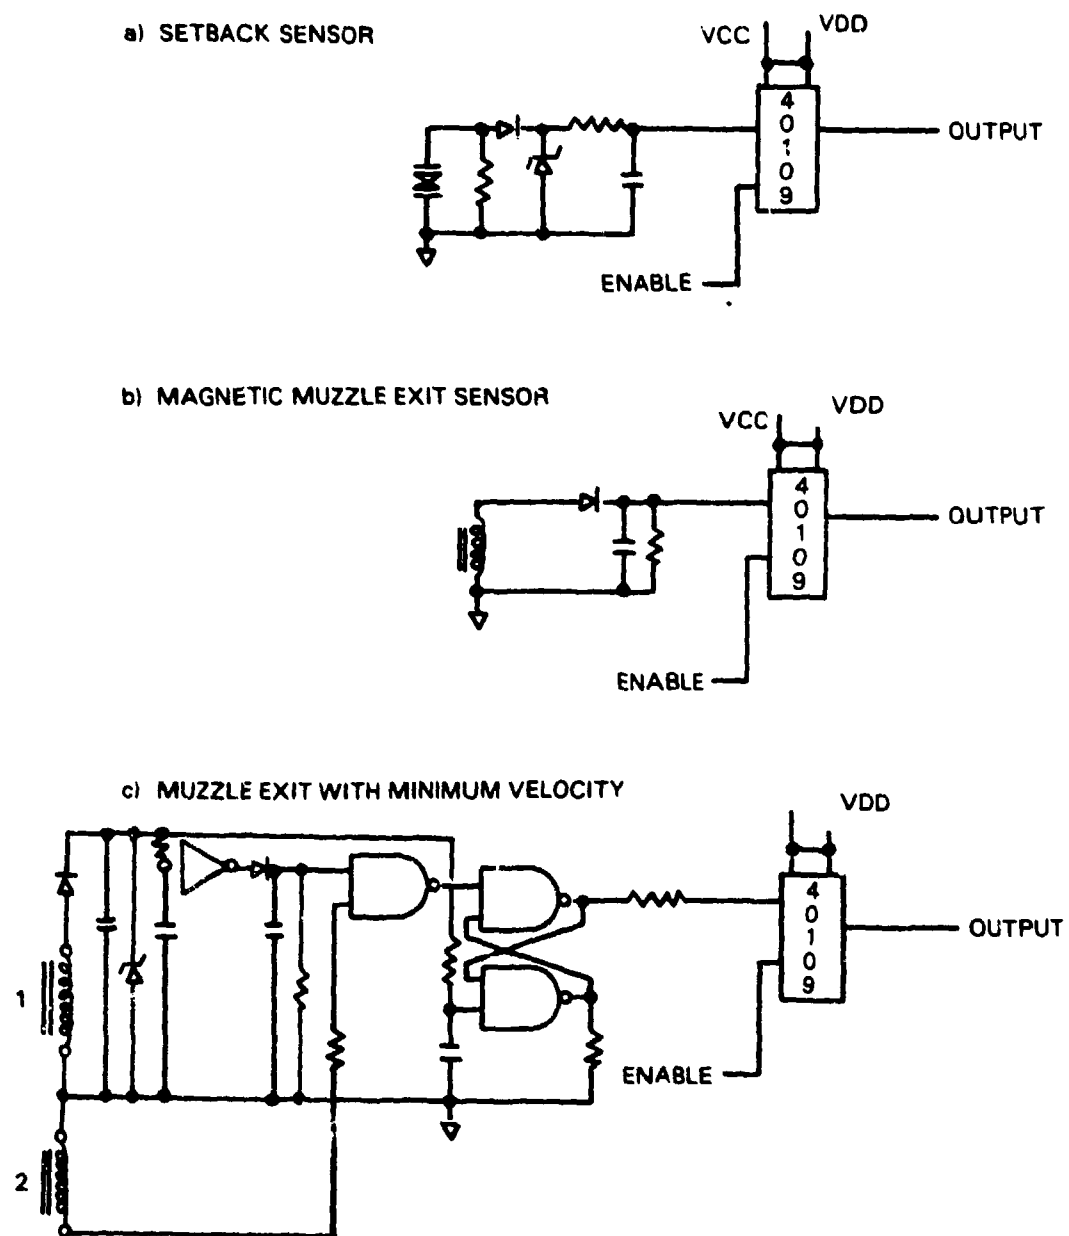 a) SETBACK SENSOR
VCC
VDD
40109
OUTPUT
ENABLE
b) MAGNETIC MUZZLE EXIT SENSOR
VCC
VDD
40109
OUTPUT
ENABLE
c) MUZZLE EXIT WITH MINIMUM VELOCITY
VDD
40109
OUTPUT
1
ENABLE
2